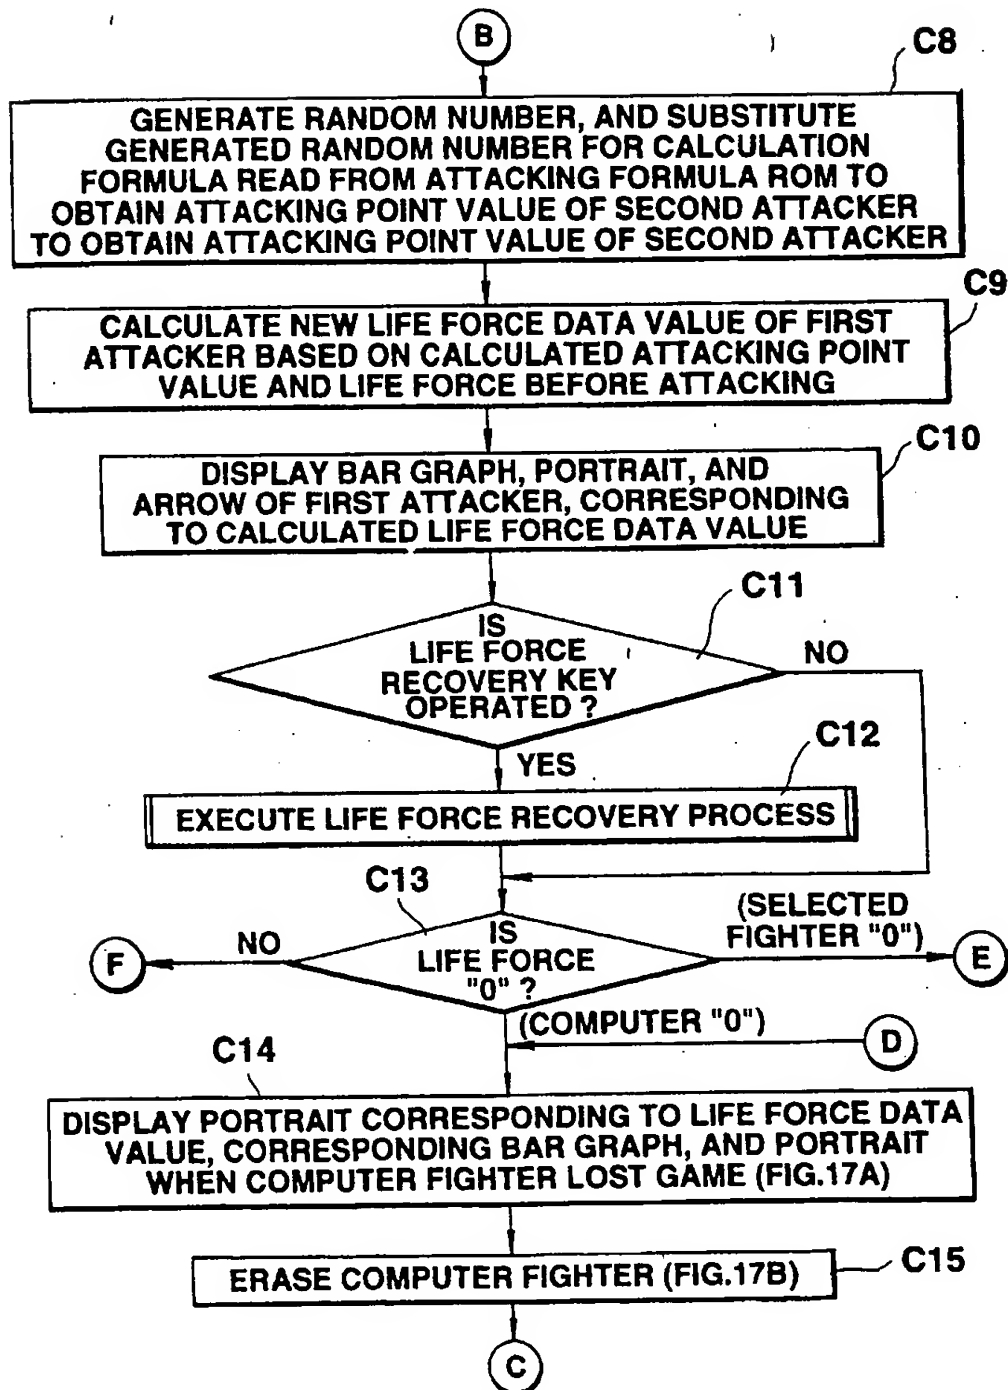 B
C8
GENERATE RANDOM NUMBER, AND SUBSTITUTE
GENERATED RANDOM NUMBER FOR CALCULATION
FORMULA READ FROM ATTACKING FORMULA ROM TO
OBTAIN ATTACKING POINT VALUE OF SECOND ATTACKER
TO OBTAIN ATTACKING POINT VALUE OF SECOND ATTACKER
C9
CALCULATE NEW LIFE FORCE DATA VALUE OF FIRST
ATTACKER BASED ON CALCULATED ATTACKING POINT
VALUE AND LIFE FORCE BEFORE ATTACKING
C10
DISPLAY BAR GRAPH, PORTRAIT, AND
ARROW OF FIRST ATTACKER, CORRESPONDING
TO CALCULATED LIFE FORCE DATA VALUE
C11
IS
LIFE FORCE
RECOVERY KEY
OPERATED ?
NO
YES
C12
EXECUTE LIFE FORCE RECOVERY PROCESS
C13
IS
LIFE FORCE
"0" ?
NO
F
(SELECTED
FIGHTER "0")
E
(COMPUTER "0")
D
C14
DISPLAY PORTRAIT CORRESPONDING TO LIFE FORCE DATA
VALUE, CORRESPONDING BAR GRAPH, AND PORTRAIT
WHEN COMPUTER FIGHTER LOST GAME (FIG.17A)
C15
ERASE COMPUTER FIGHTER (FIG.17B)
C